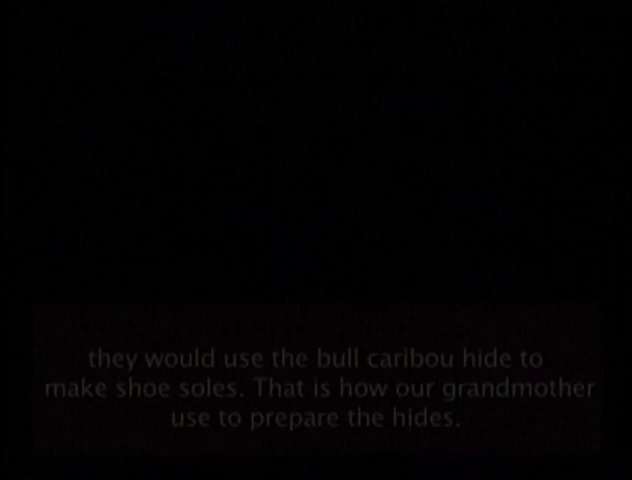 they would use the bull caribou hide to
make shoe soles. That is how our grandmother
use to prepare the hides.